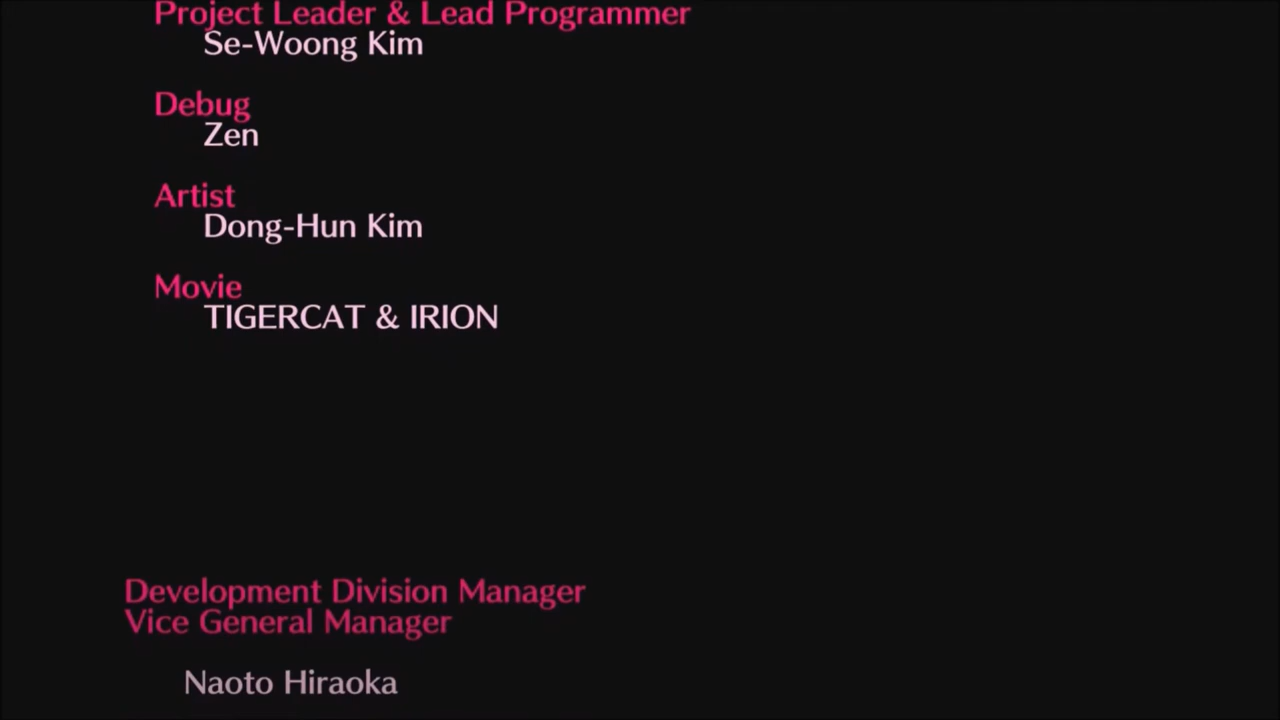 Project Leader & Lead Programmer
Se-Woong Kim
Debug
Zen
Artist
Dong-Hun Kim
Movie
TIGERCAT & IRION
Development Division Manager
Vice General Manager
Naoto Hiraoka